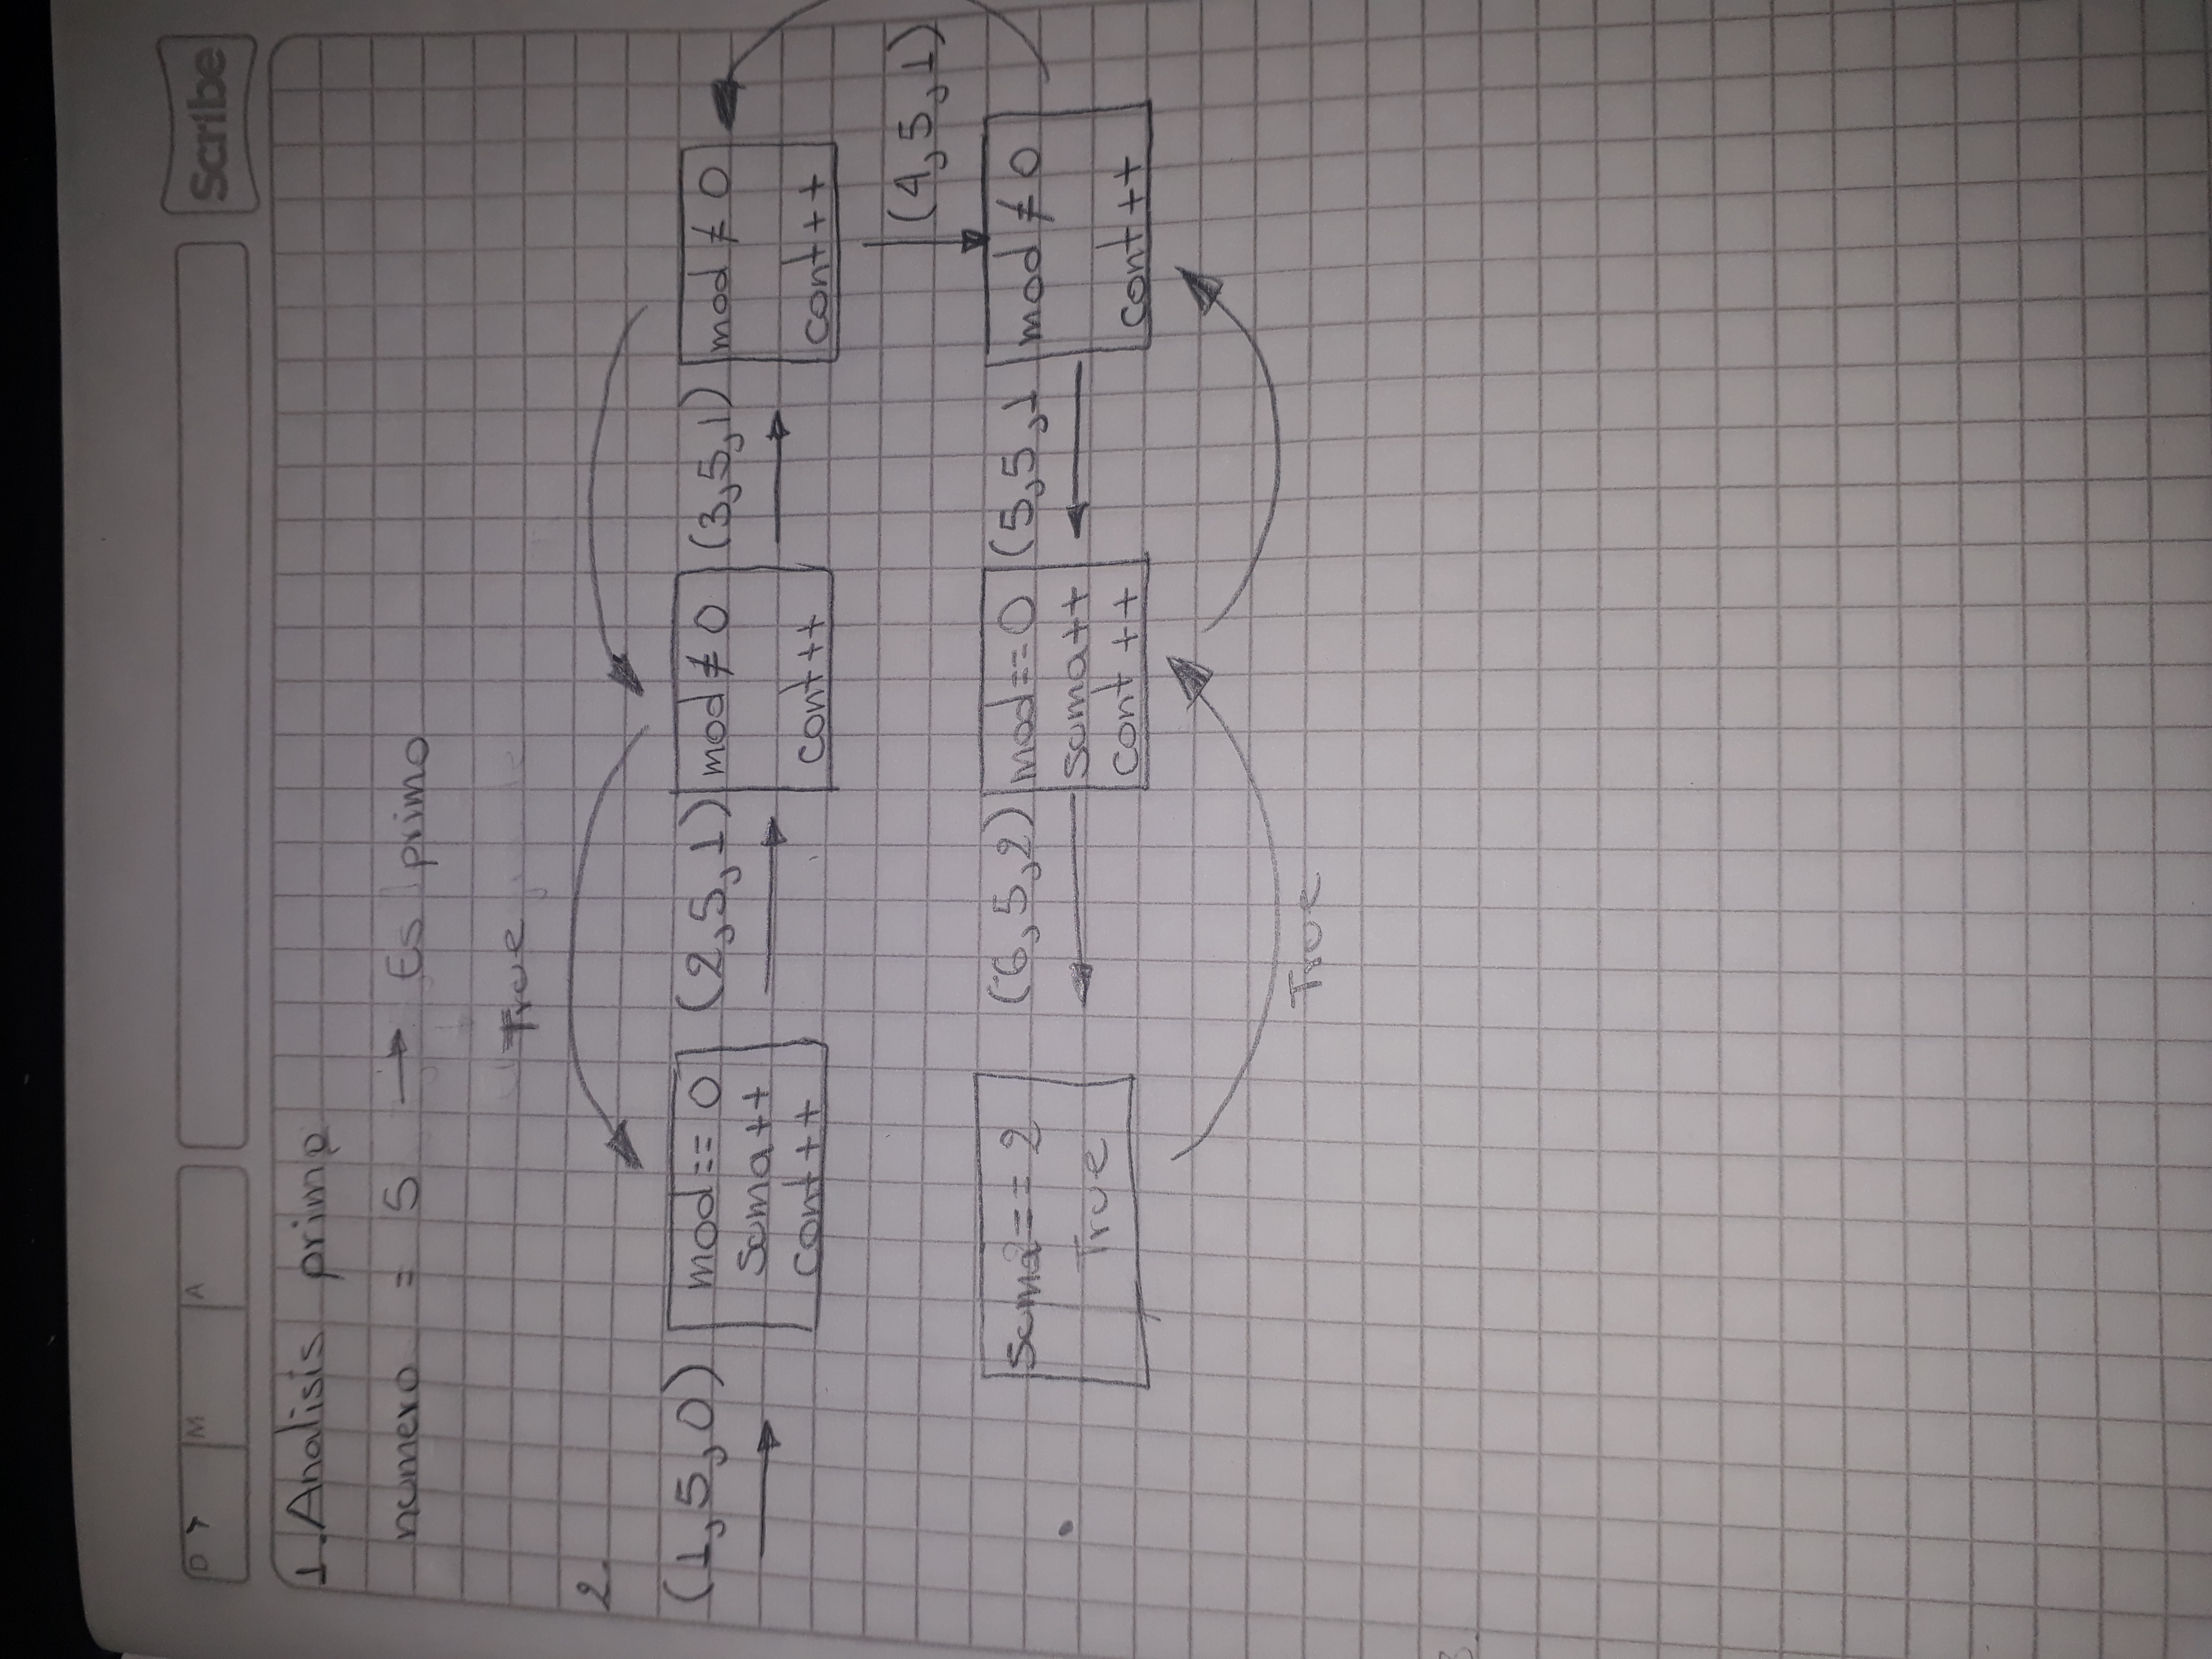 D M A
Scribe
1. Analisis primo
numero = 5 → Es primo
True
2.
(1,5,0)
mod == 0
suma++
cont++
(2,5,1)
mod ≠ 0
cont++
(3,5,1)
mod ≠ 0
cont++
(4,5,1)
mod ≠ 0
cont++
(5,5,1
mod == 0
suma++
cont++
(6,5,2)
suma == 2
True
True
3.